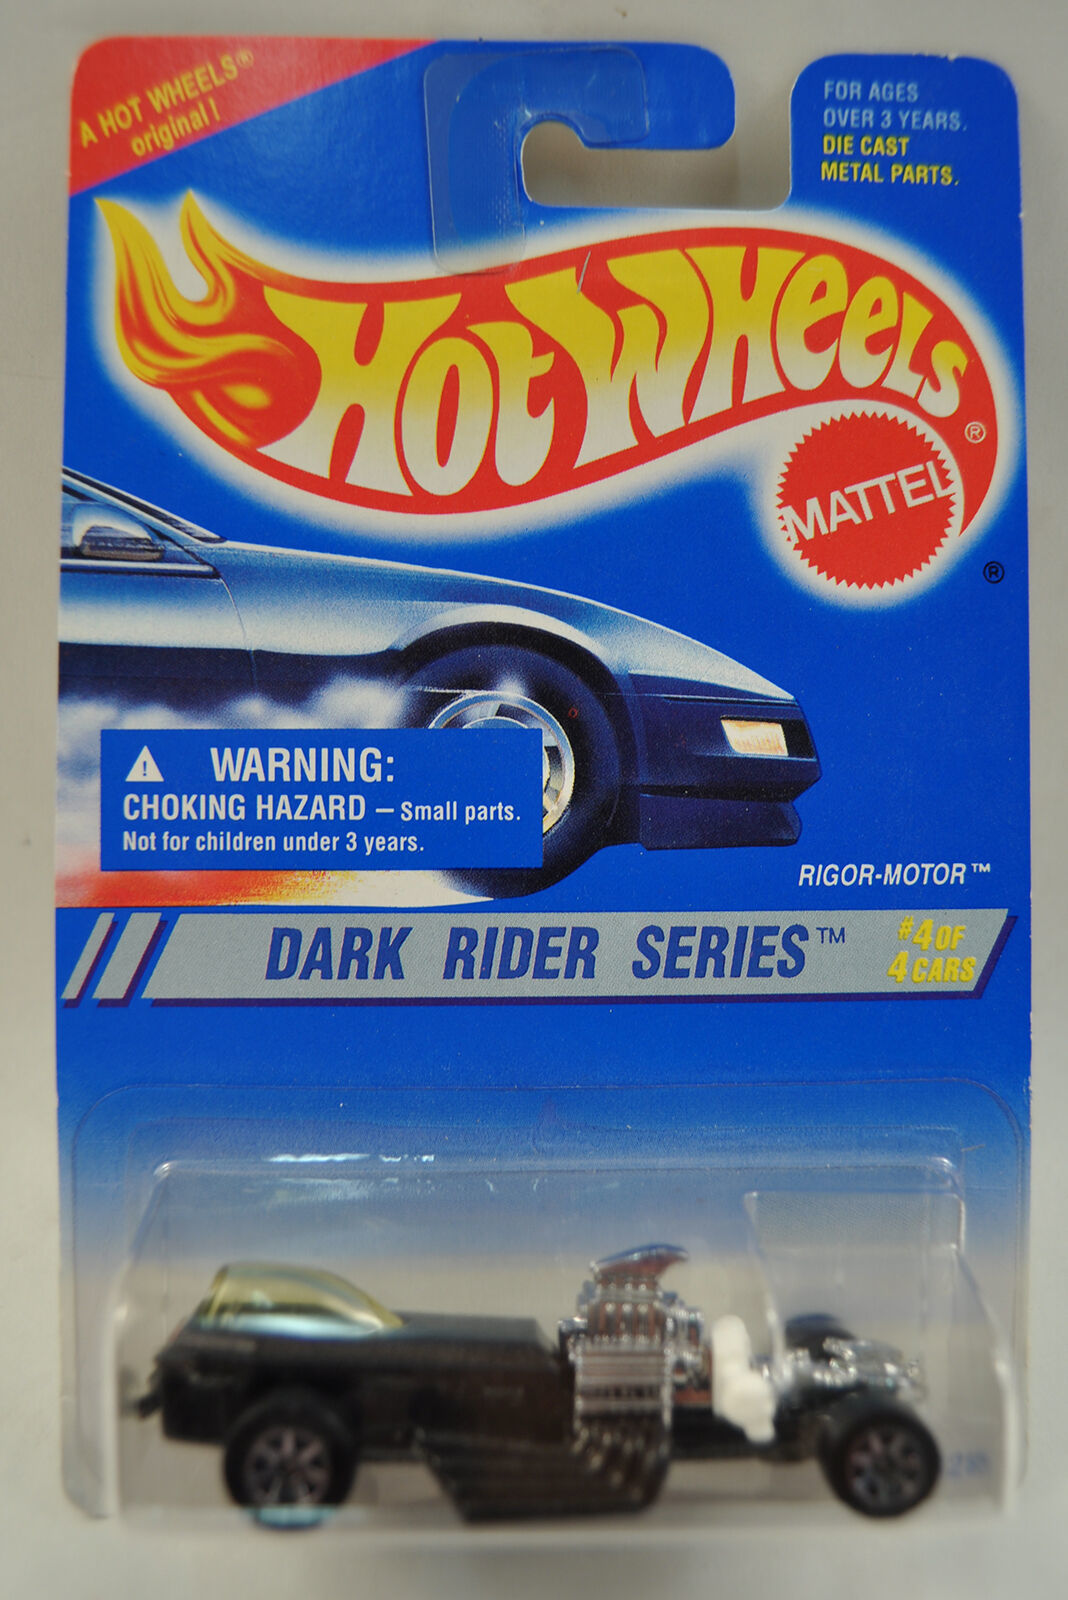 A HOT WHEELS®
original!
FOR AGES
OVER 3 YEARS.
DIE CAST
METAL PARTS.
HOT WHEELS®
MATTEL
®
⚠ WARNING:
CHOKING HAZARD – Small parts.
Not for children under 3 years.
RIGOR-MOTOR™
DARK RIDER SERIES™
#4 OF
4 CARS